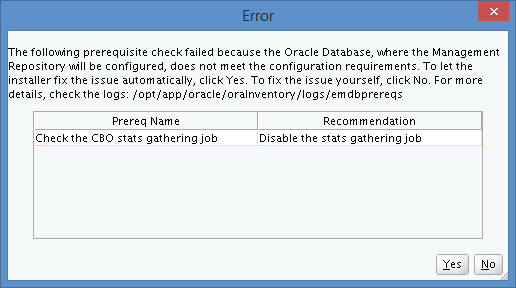 Error
The following prerequisite check failed because the Oracle Database, where the Management
Repository will be configured, does not meet the configuration requirements. To let the
installer fix the issue automatically, click Yes. To fix the issue yourself, click No. For more
details, check the logs: /opt/app/oracle/oraInventory/logs/emdbprereqs
Prereq Name Recommendation
Check the CBO stats gathering job Disable the stats gathering job
Yes No